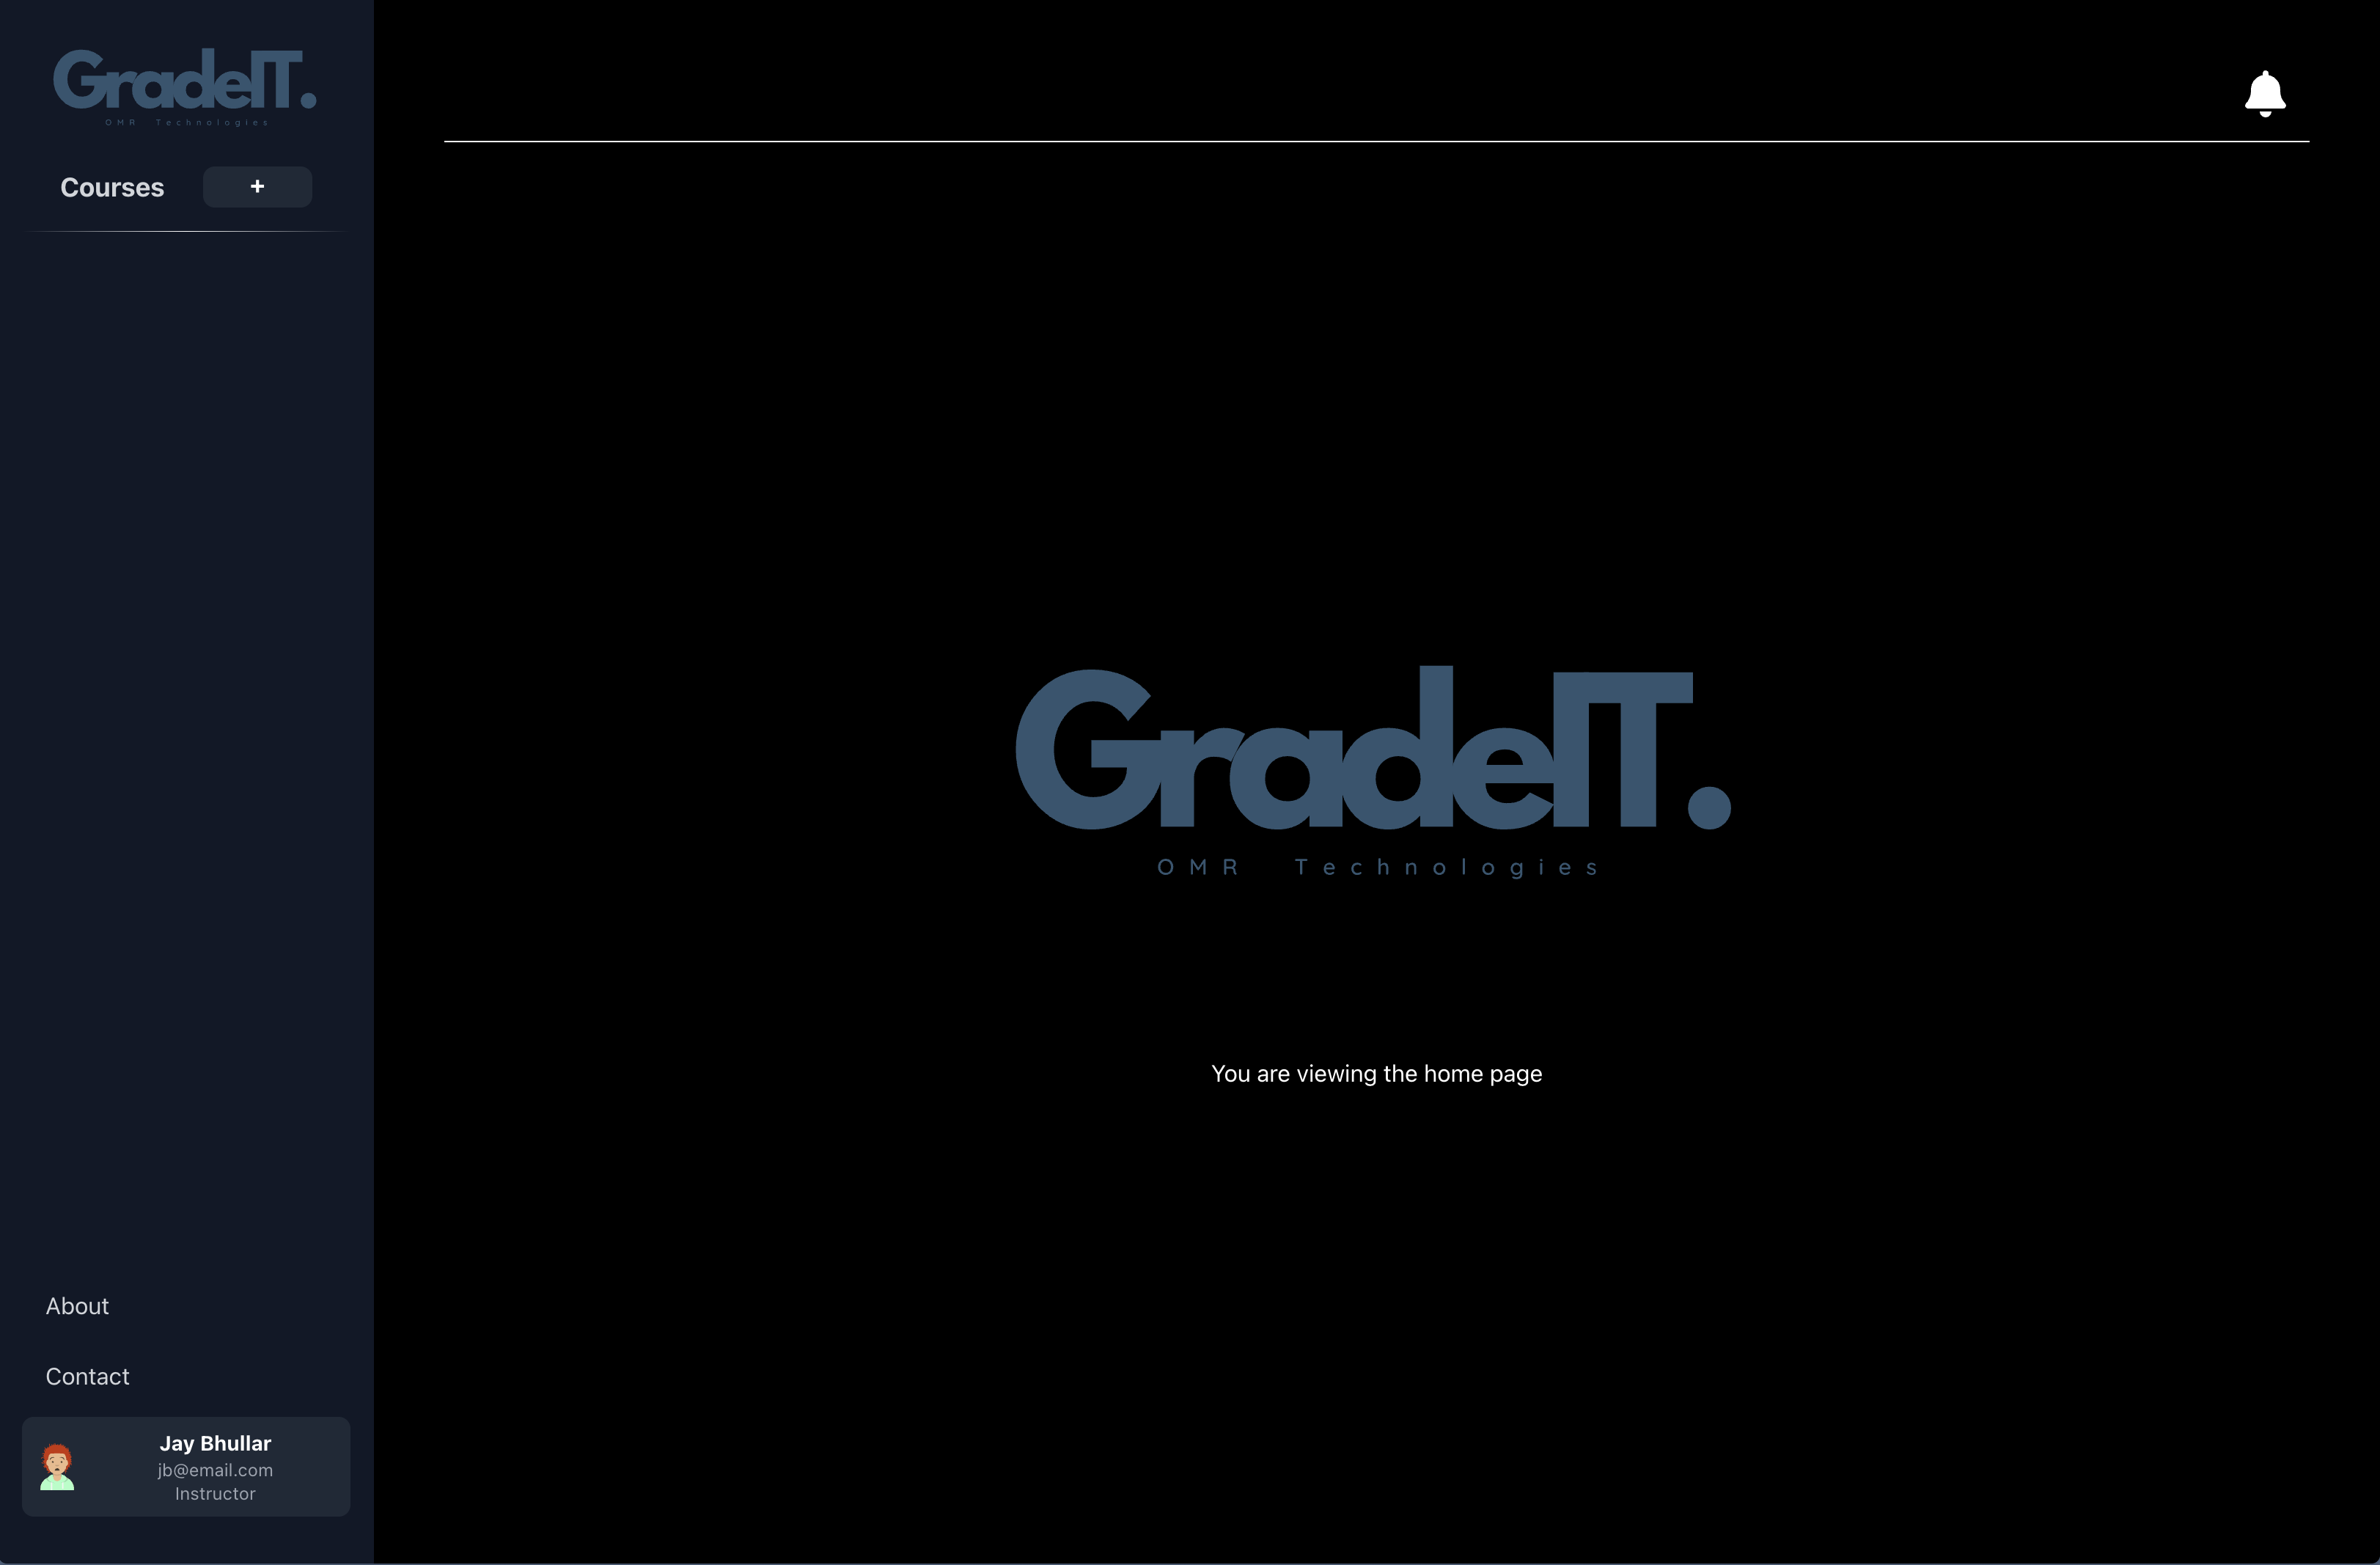 GradeIT.
OMR Technologies
Courses
+
GradeIT.
OMR Technologies
You are viewing the home page
About
Contact
Jay Bhullar
jb@email.com
Instructor